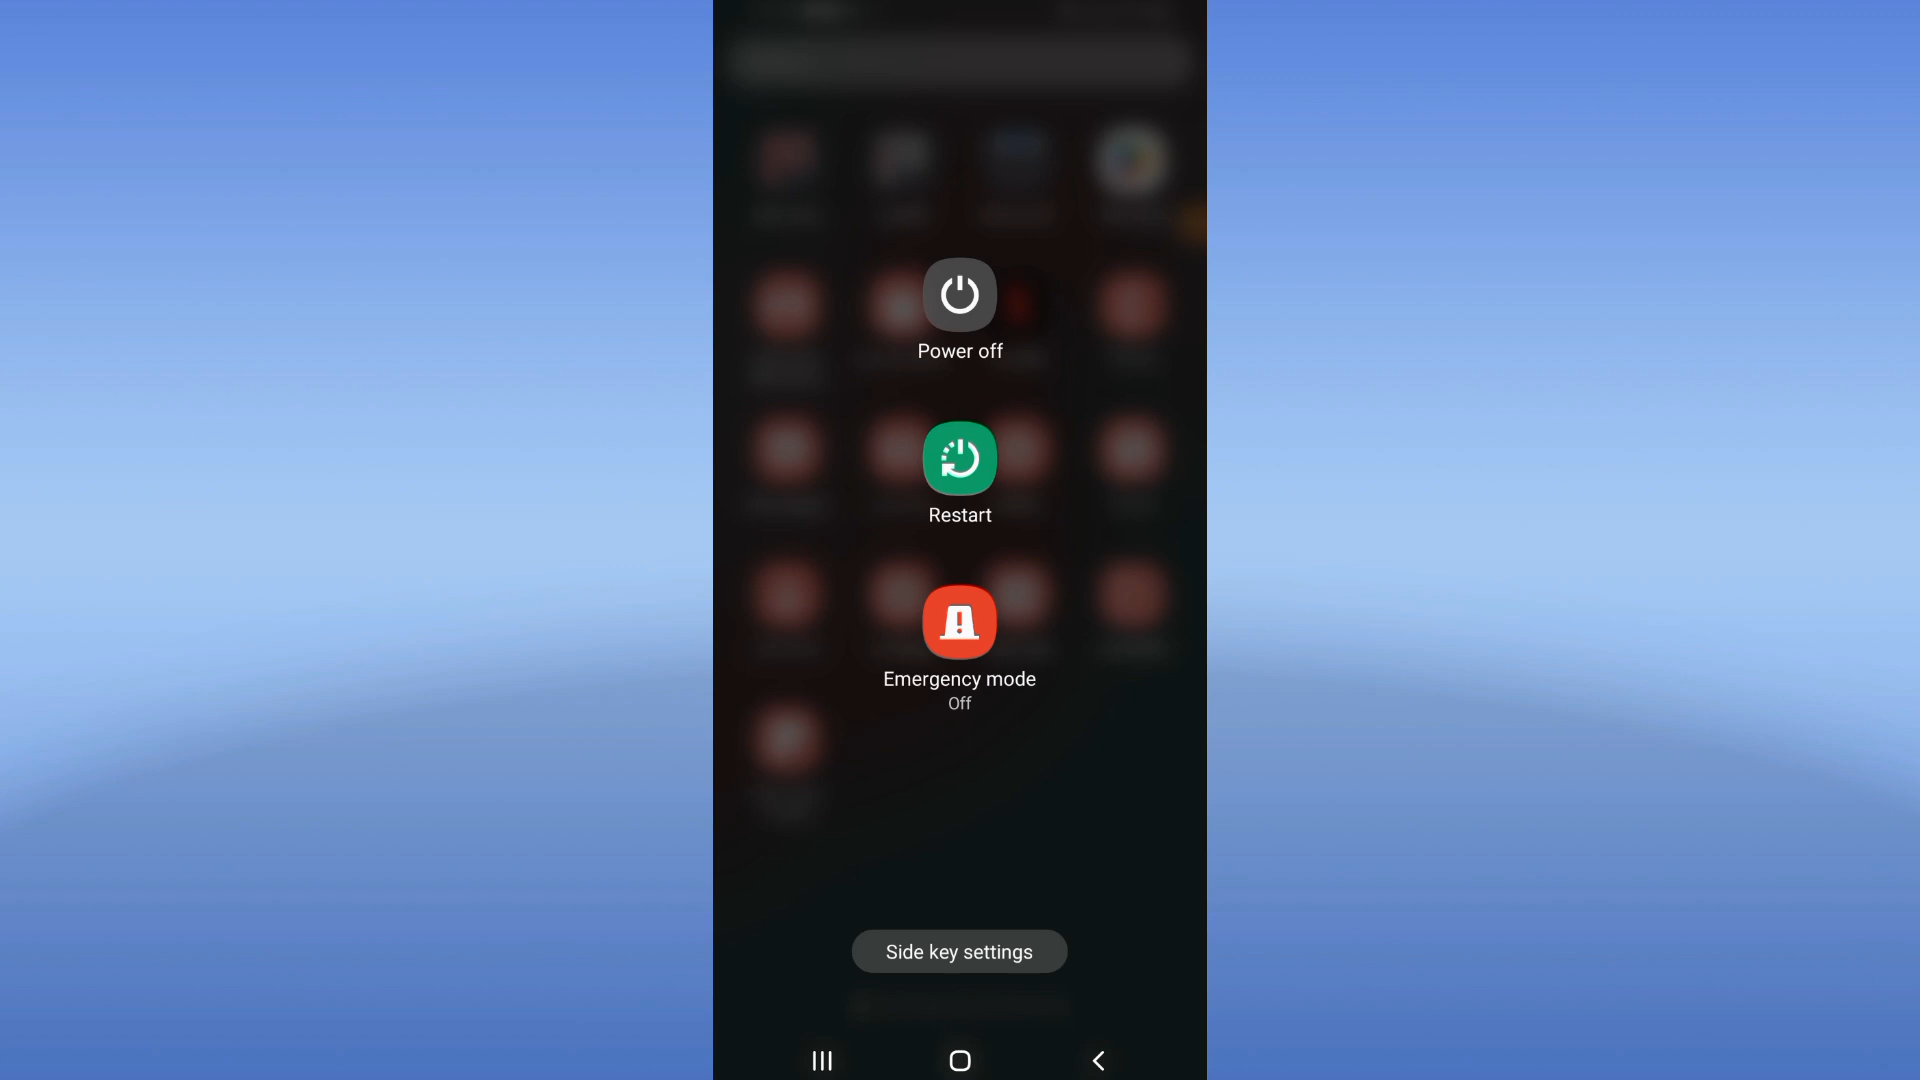 Power off
Restart
Emergency mode
Off
Side key settings